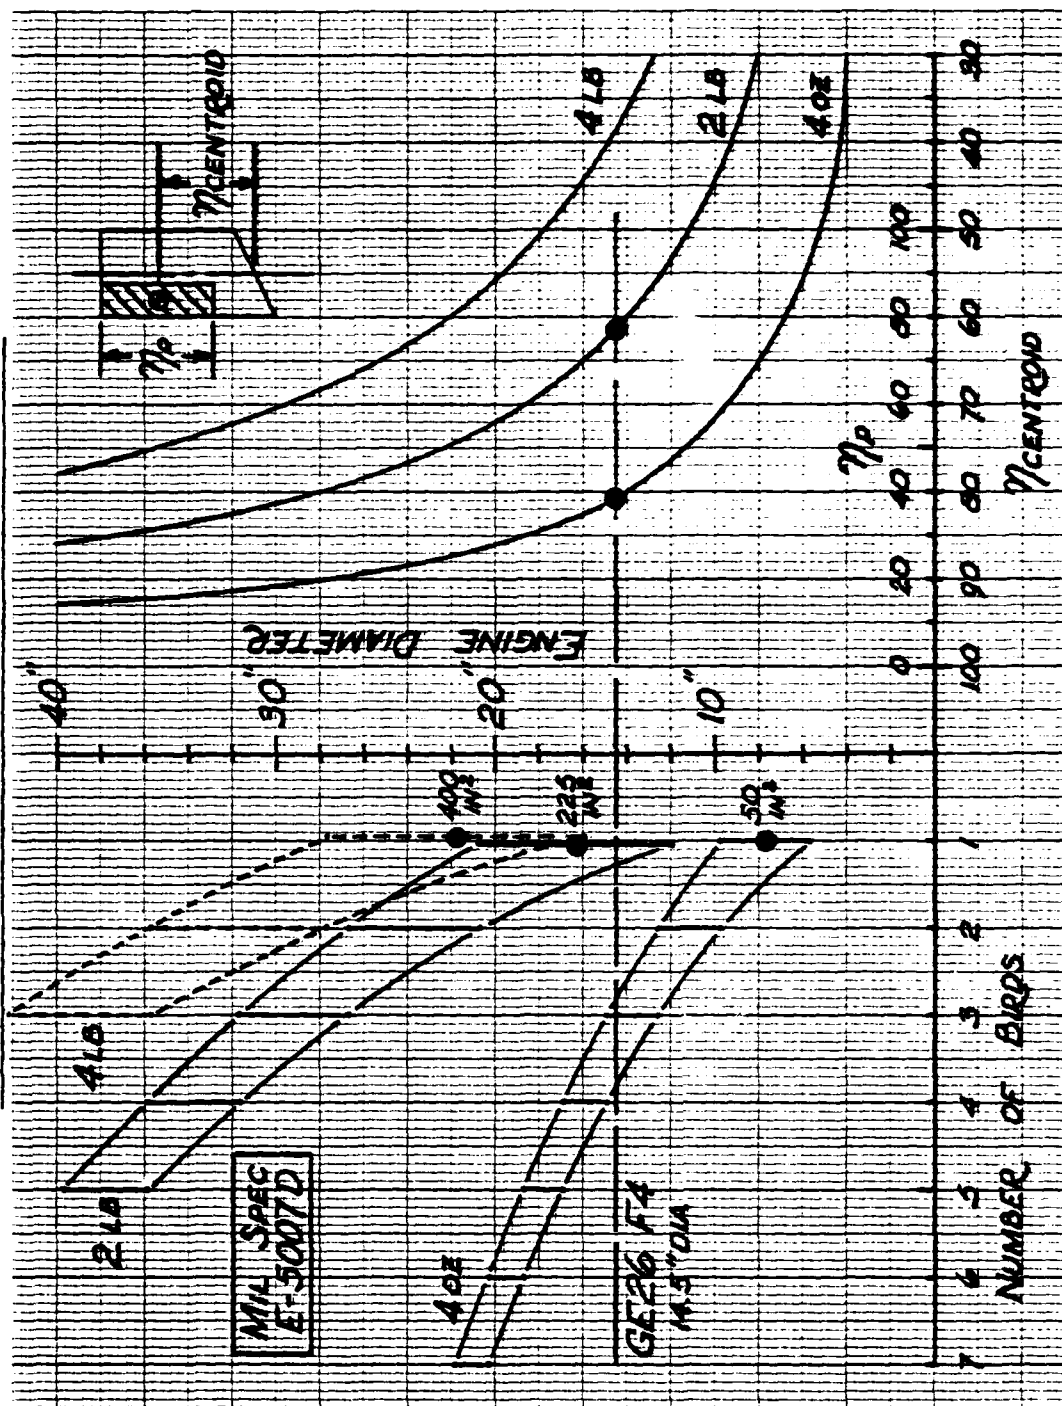 MIL SPEC
E-5007D
2 LB
4 LB
4 OZ
GE26 F4
14.5" DIA
400
IN²
225
IN²
50
IN²
40"
30"
20"
10"
ENGINE DIAMETER
7 6 5 4 3 2 1
NUMBER OF BIRDS
ηp
ηCENTROID
4 LB
2 LB
4 OZ
ηp
0 20 40 60 80 100
100 90 80 70 60 50 40 30
ηCENTROID